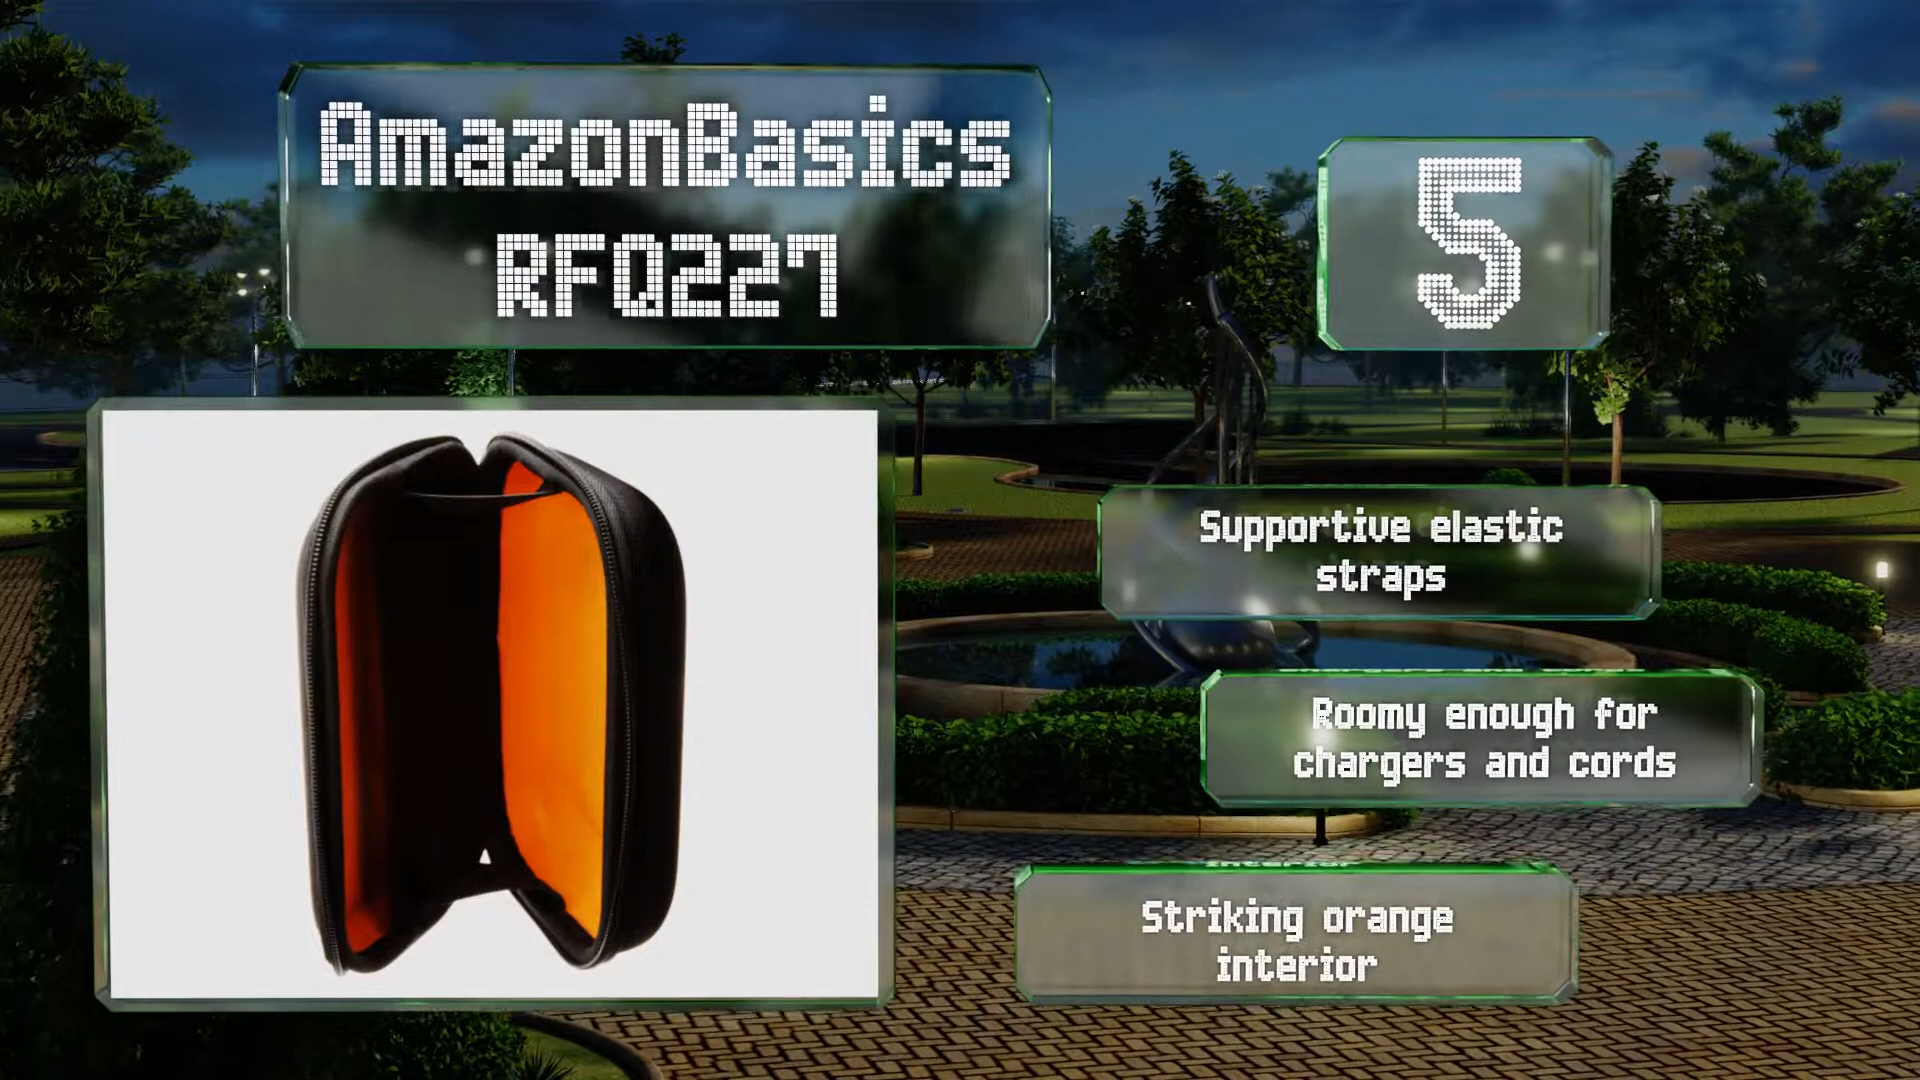 AmazonBasics
RFQ227
5
Supportive elastic
straps
Roomy enough for
chargers and cords
Striking orange
interior